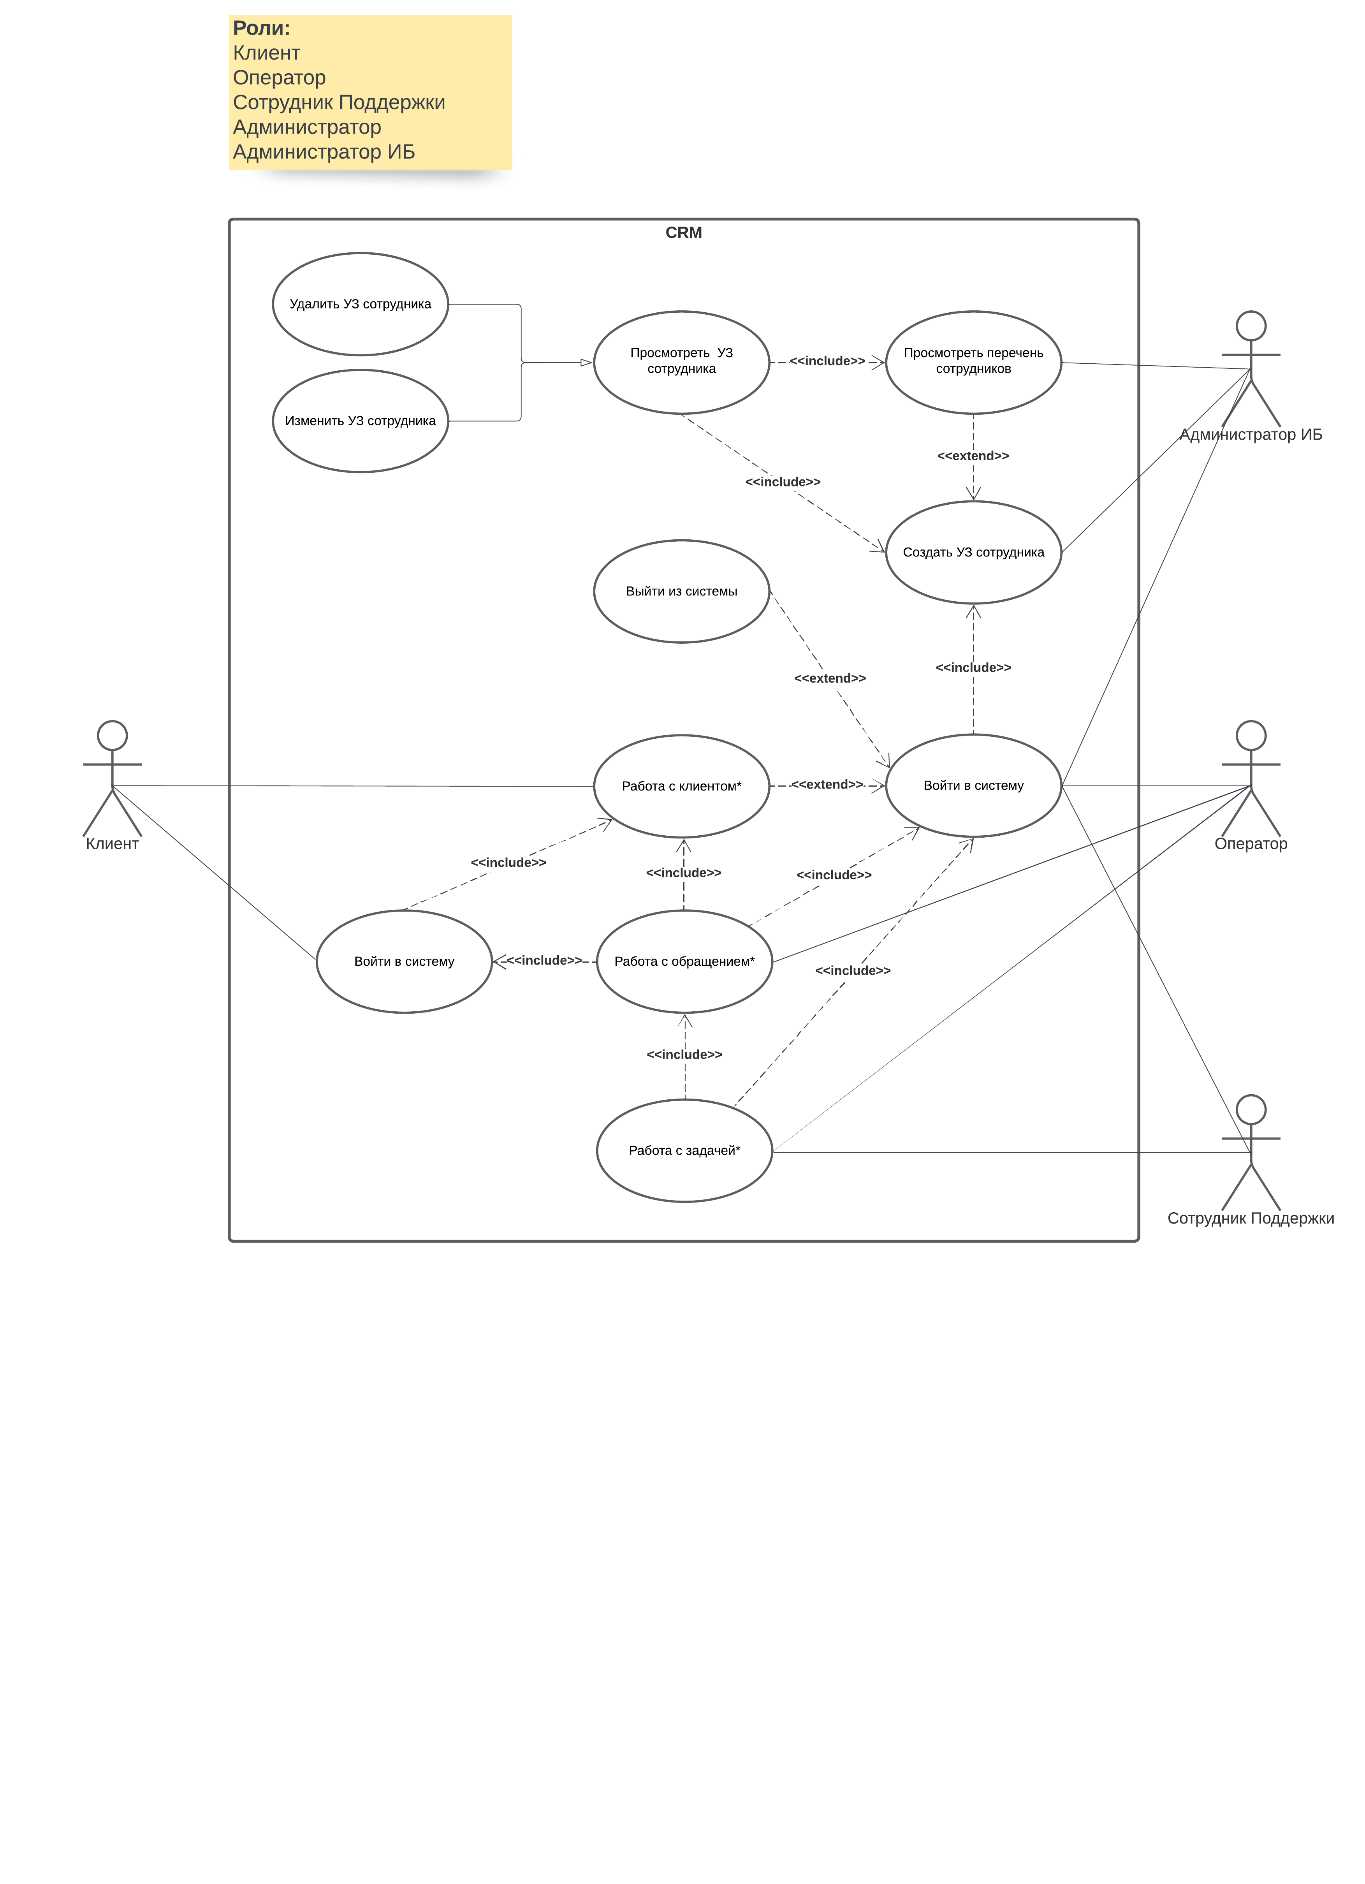 Роли:
Клиент
Оператор
Сотрудник Поддержки
Администратор
Администратор ИБ
CRM
Удалить УЗ сотрудника
Просмотреть УЗ
сотрудника
<<include>>
Просмотреть перечень
сотрудников
Изменить УЗ сотрудника
Администратор ИБ
<<extend>>
<<include>>
Создать УЗ сотрудника
Выйти из системы
<<include>>
<<extend>>
Работа с клиентом*
<<extend>>
Войти в систему
Клиент
Оператор
<<include>>
<<include>>
<<include>>
Войти в систему
<<include>>
Работа с обращением*
<<include>>
<<include>>
Работа с задачей*
Сотрудник Поддержки